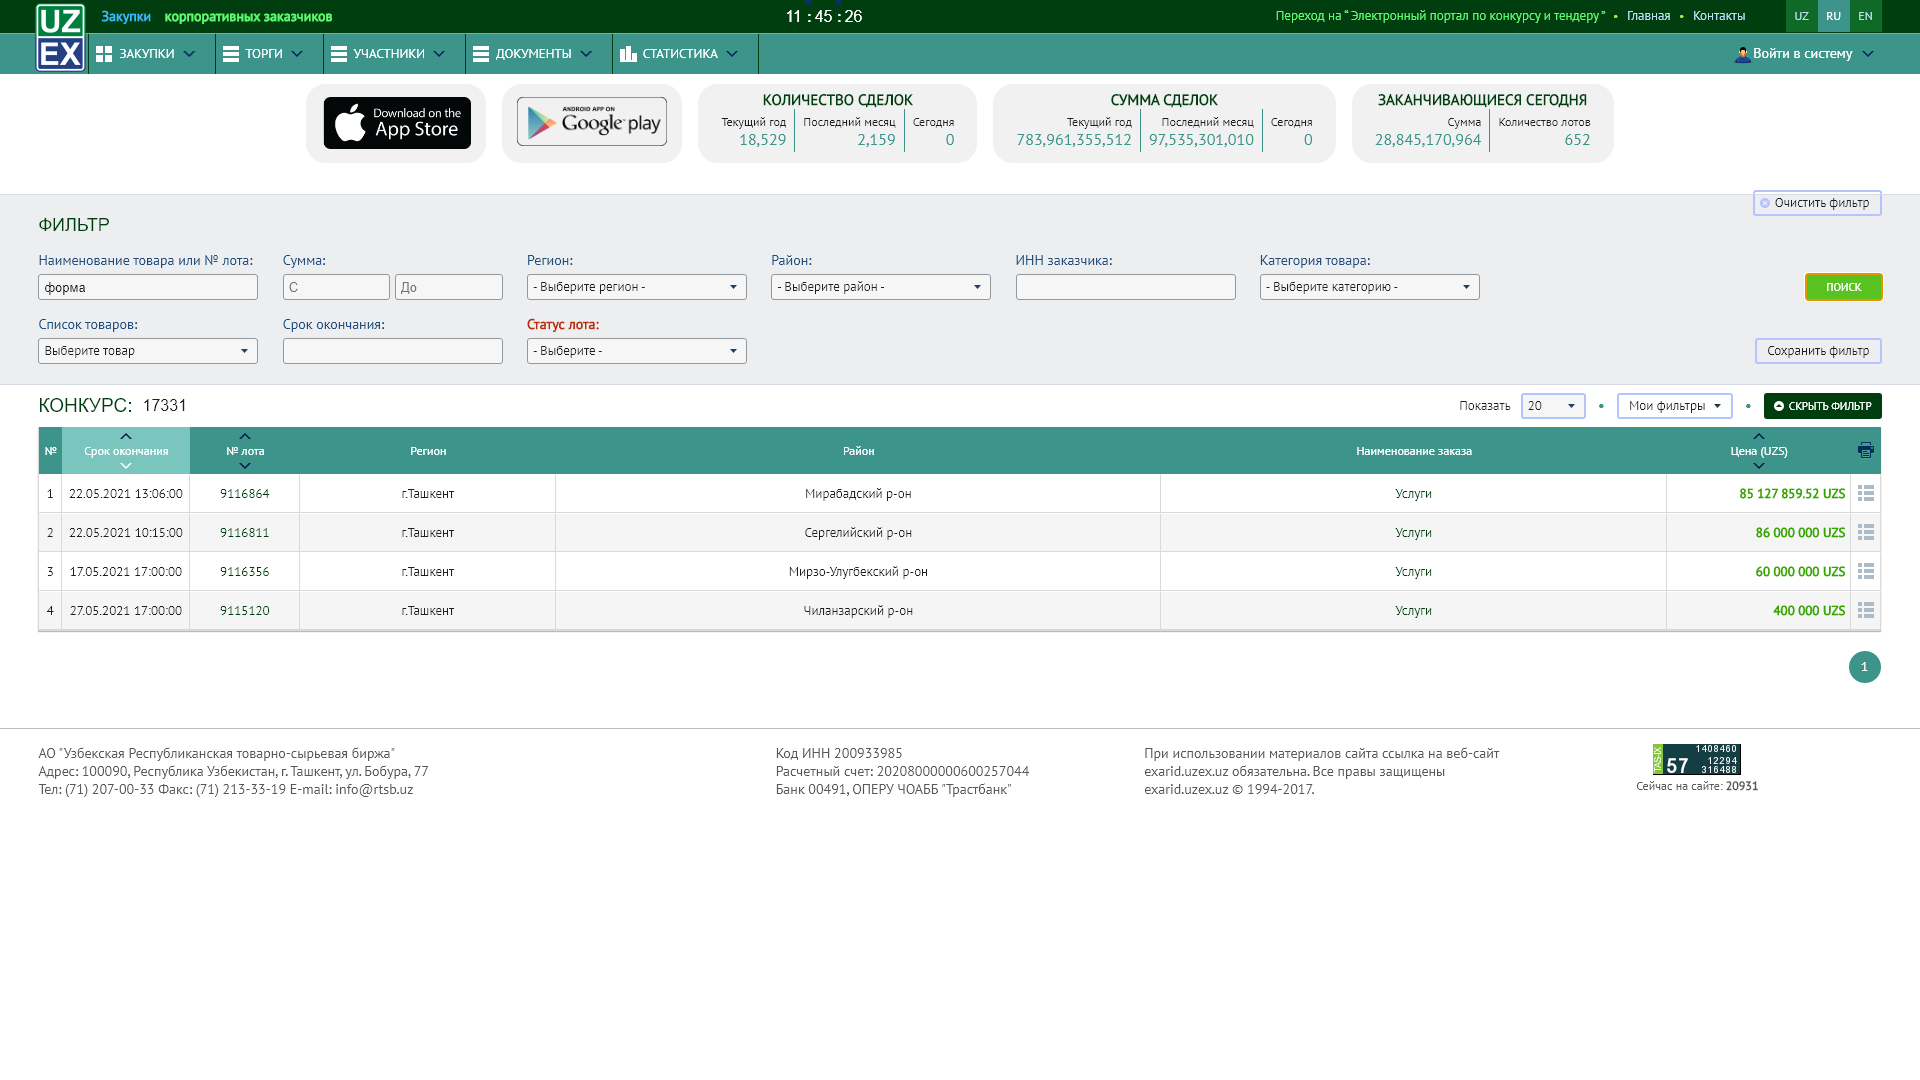 UZ
EX
Закупки корпоративных заказчиков
11 : 45 : 26
Переход на “ Электронный портал по конкурсу и тендеру ” • Главная • Контакты
UZ RU EN
ЗАКУПКИ ТОРГИ УЧАСТНИКИ ДОКУМЕНТЫ СТАТИСТИКА Войти в систему
Download on the
App Store
ANDROID APP ON
Google play
КОЛИЧЕСТВО СДЕЛОК
Текущий год Последний месяц Сегодня
18,529 2,159 0
СУММА СДЕЛОК
Текущий год Последний месяц Сегодня
783,961,355,512 97,535,301,010 0
ЗАКАНЧИВАЮЩИЕСЯ СЕГОДНЯ
Сумма Количество лотов
28,845,170,964 652
Очистить фильтр
ФИЛЬТР
Наименование товара или № лота: Сумма: Регион: Район: ИНН заказчика: Категория товара:
форма С До - Выберите регион - - Выберите район - - Выберите категорию - ПОИСК
Список товаров: Срок окончания: Статус лота:
Выберите товар - Выберите - Сохранить фильтр
КОНКУРС: 17331 Показать 20 • Мои фильтры • СКРЫТЬ ФИЛЬТР
№ Срок окончания № лота Регион Район Наименование заказа Цена (UZS)
1 22.05.2021 13:06:00 9116864 г.Ташкент Мирабадский р-он Услуги 85 127 859.52 UZS
2 22.05.2021 10:15:00 9116811 г.Ташкент Сергелийский р-он Услуги 86 000 000 UZS
3 17.05.2021 17:00:00 9116356 г.Ташкент Мирзо-Улугбекский р-он Услуги 60 000 000 UZS
4 27.05.2021 17:00:00 9115120 г.Ташкент Чиланзарский р-он Услуги 400 000 UZS
1
АО "Узбекская Республиканская товарно-сырьевая биржа"
Адрес: 100090, Республика Узбекистан, г. Ташкент, ул. Бобура, 77
Тел: (71) 207-00-33 Факс: (71) 213-33-19 E-mail: info@rtsb.uz
Код ИНН 200933985
Расчетный счет: 20208000000600257044
Банк 00491, ОПЕРУ ЧОАББ "Трастбанк"
При использовании материалов сайта ссылка на веб-сайт
exarid.uzex.uz обязательна. Все правы защищены
exarid.uzex.uz © 1994-2017.
TAS-IX
57
1408460
12294
316488
Сейчас на сайте: 20931